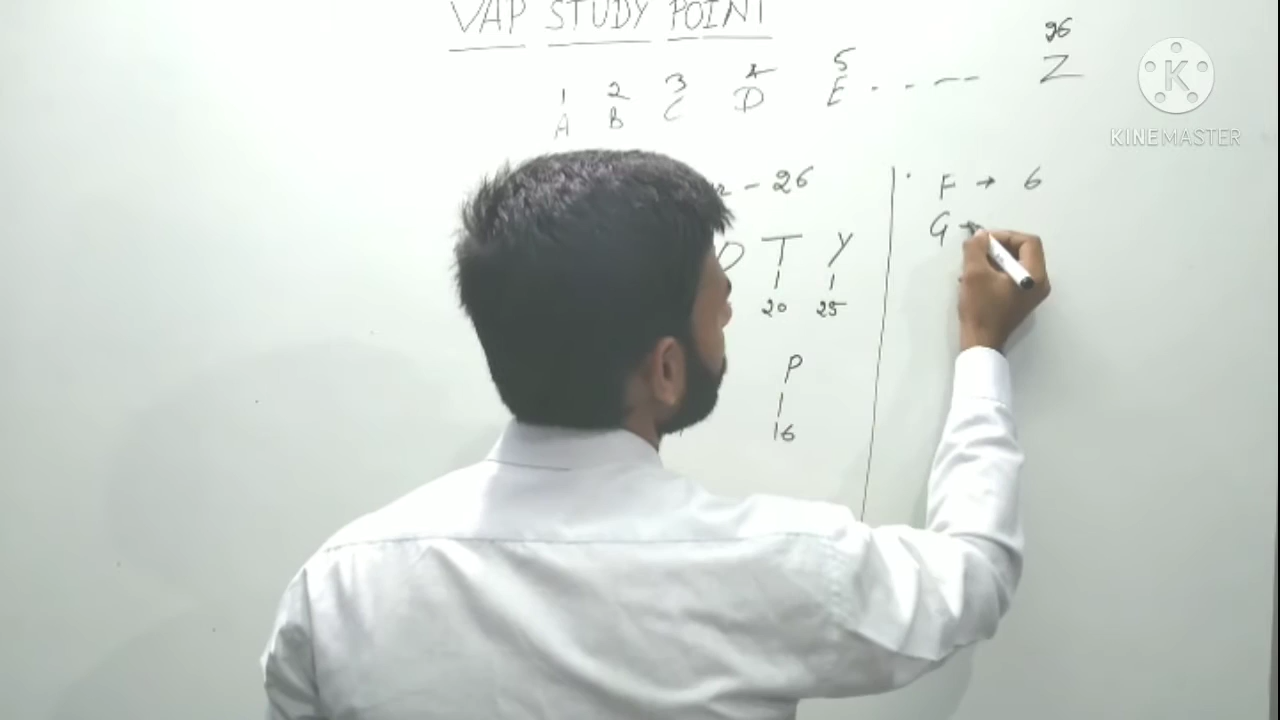 VAP STUDY POINT
1 2 3 4 5 26
A B C D E - - - - Z
- 26
O T Y
20 25
P
16
F → 6
G
K
KINEMASTER